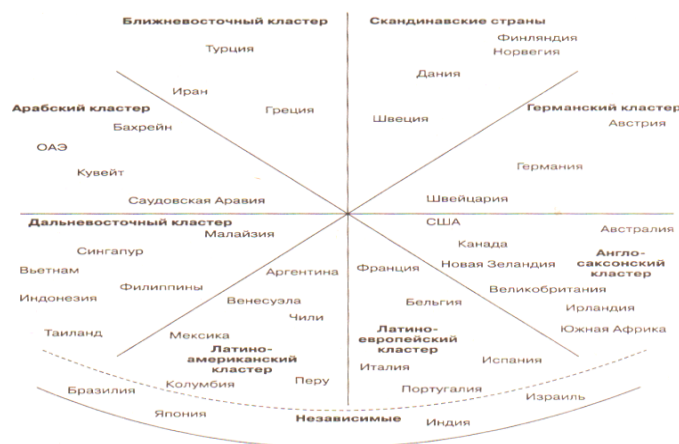 Ближневосточный кластер
Турция
Иран
Греция
Скандинавские страны
Финляндия
Норвегия
Дания
Швеция
Арабский кластер
Бахрейн
ОАЭ
Кувейт
Саудовская Аравия
Германский кластер
Австрия
Германия
Швейцария
Дальневосточный кластер
Малайзия
Сингапур
Вьетнам
Филиппины
Индонезия
Таиланд
США
Австралия
Канада
Новая Зеландия
Англо-
саксонский
кластер
Великобритания
Ирландия
Южная Африка
Аргентина
Венесуэла
Чили
Мексика
Латино-
американский
кластер
Колумбия
Перу
Бразилия
Франция
Бельгия
Латино-
европейский
кластер
Италия
Испания
Португалия
Израиль
Япония
Независимые
Индия